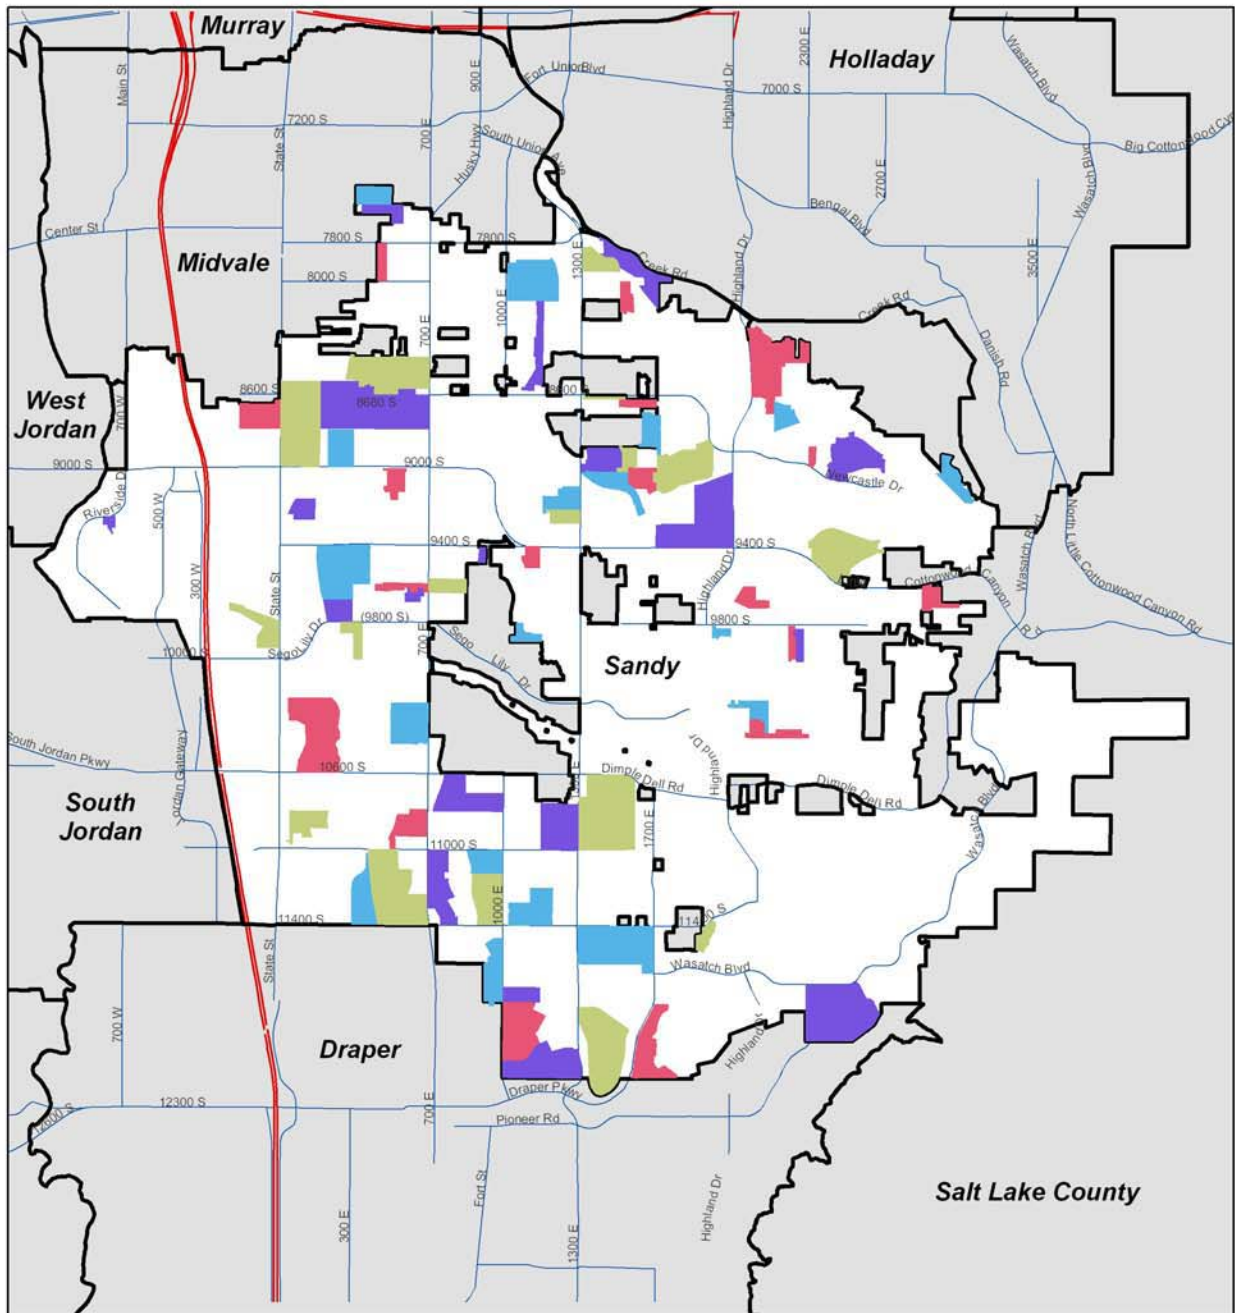 Murray
Holladay
Main St
State St
7200 S
700 E
900 E
Fort Union Blvd
Husky Hwy
South Union Ave
Highland Dr
2300 E
7000 S
Wasatch Blvd
Big Cottonwood
2700 E
Bengal Blvd
Wasatch Blvd
3500 E
Center St
7800 S
7800 S
Midvale
8000 S
1300 E
Creek Rd
Highland Dr
1000 E
700 E
Creek Rd
Danish Rd
West
Jordan
700 W
8600 S
8680 S
8600 S
9000 S
9000 S
Riverside D
500 W
Newcastle Dr
9400 S
9400 S
300 W
State St
Highland Dr
Cottonwood
Canyon
Wasatch Blvd
North Little Cottonwood Canyon Rd
(9800 S)
9800 S
10000 S
Sego Lily Dr
700 E
Sego
Lily
Dr
Sandy
South Jordan Pkwy
Jordan Gateway
10600 S
Dimple Dell Rd
Highland Dr
Dimple Dell Rd
South
Jordan
1700 E
11000 S
11400 S
1000 E
11400 S
State St
Wasatch Blvd
700 W
Draper
Draper Pkwy
12300 S
12600 S
700 E
Pioneer Rd
Fort St
300 E
1300 E
Highland Dr
Salt Lake County